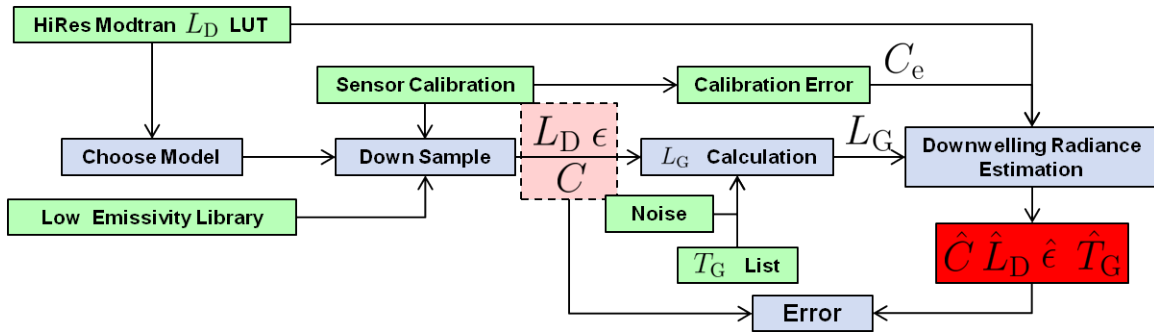 HiRes Modtran L_D LUT
C_e
Sensor Calibration
Calibration Error
L_D ϵ
L_G
Choose Model
Down Sample
L_G Calculation
Downwelling Radiance
Estimation
C
Low Emissivity Library
Noise
T_G List
Ĉ L̂_D ϵ̂ T̂_G
Error